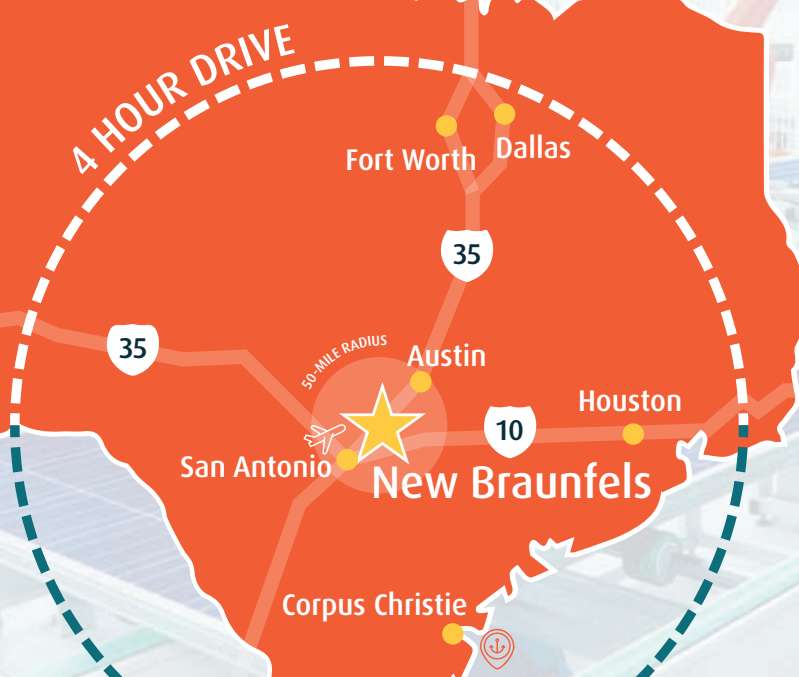 4 HOUR DRIVE
Fort Worth
Dallas
35
50-MILE RADIUS
35
Austin
Houston
10
San Antonio
New Braunfels
Corpus Christie